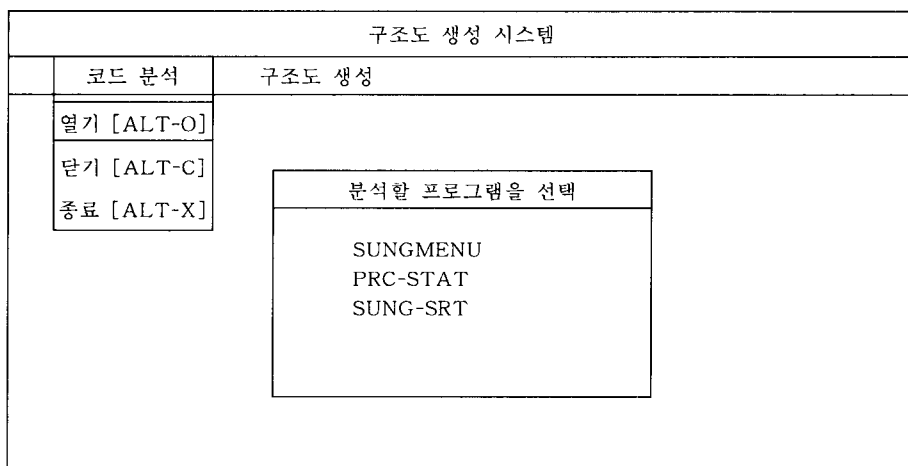 구조도 생성 시스템
코드 분석 구조도 생성
열기 [ALT-O]
닫기 [ALT-C]
종료 [ALT-X]
분석할 프로그램을 선택
SUNGMENU
PRC-STAT
SUNG-SRT